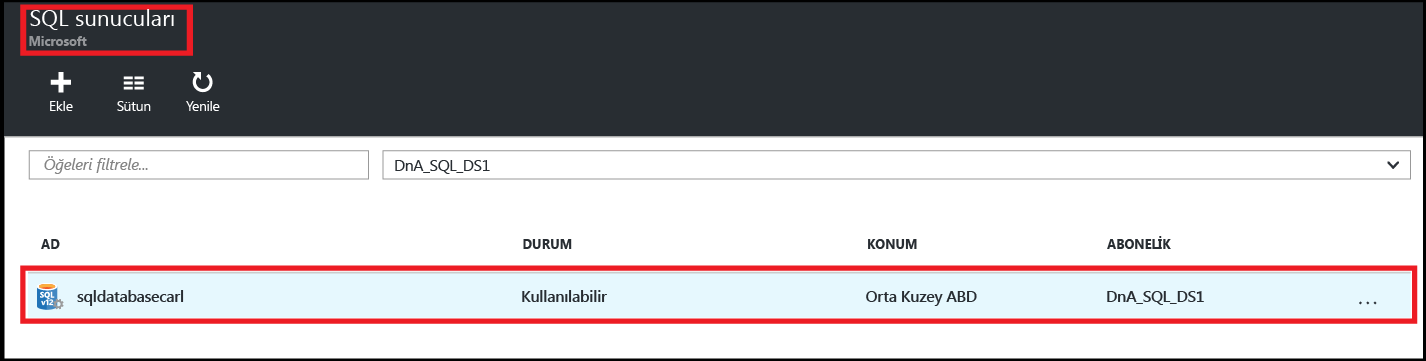 SQL sunucuları
Microsoft
Ekle Sütun Yenile
Öğeleri filtrele... DnA_SQL_DS1
AD DURUM KONUM ABONELİK
SQL v12 sqldatabasecarl Kullanılabilir Orta Kuzey ABD DnA_SQL_DS1 ...